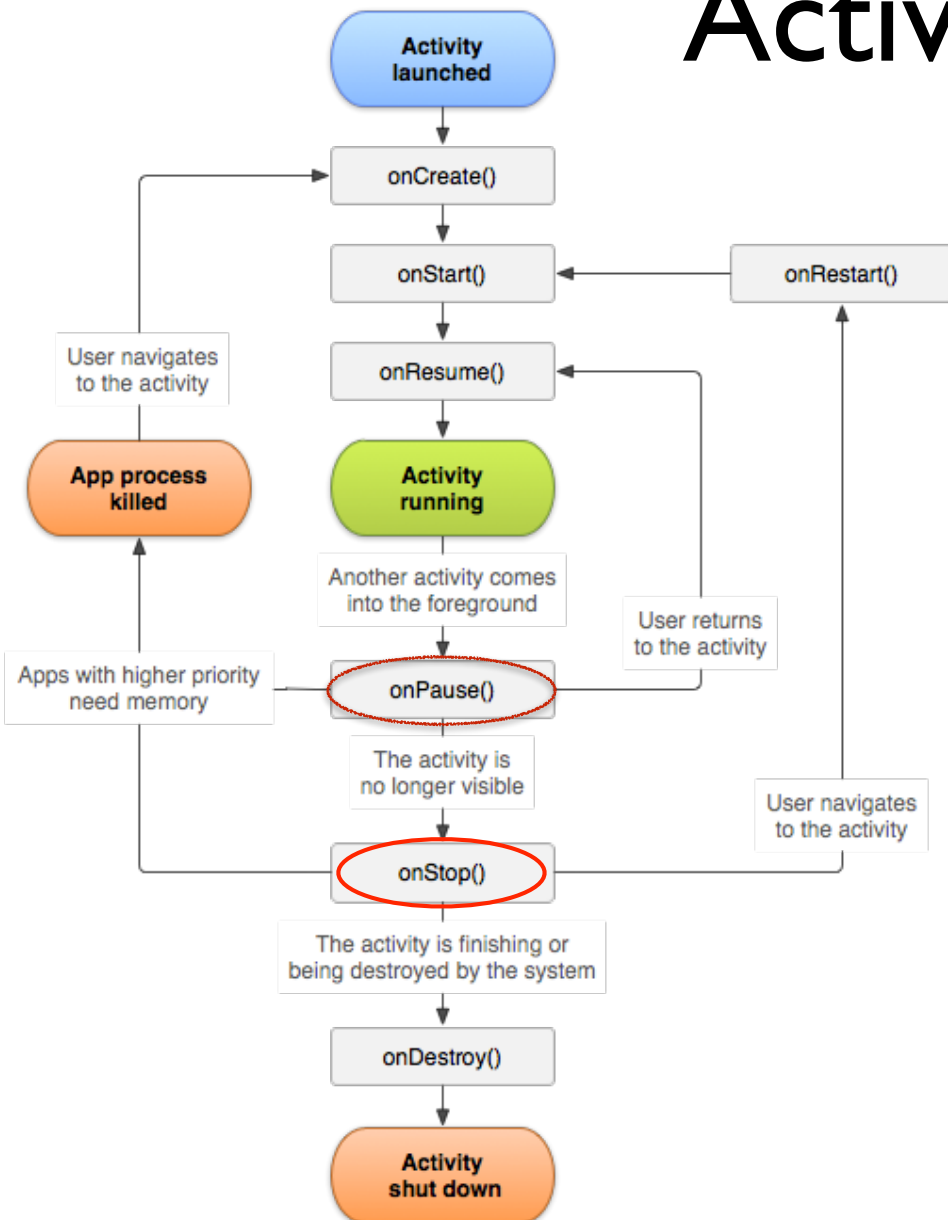 Activ
Activity
launched
onCreate()
onStart()
onRestart()
onResume()
User navigates
to the activity
App process
killed
Activity
running
Another activity comes
into the foreground
User returns
to the activity
Apps with higher priority
need memory
onPause()
The activity is
no longer visible
User navigates
to the activity
onStop()
The activity is finishing or
being destroyed by the system
onDestroy()
Activity
shut down